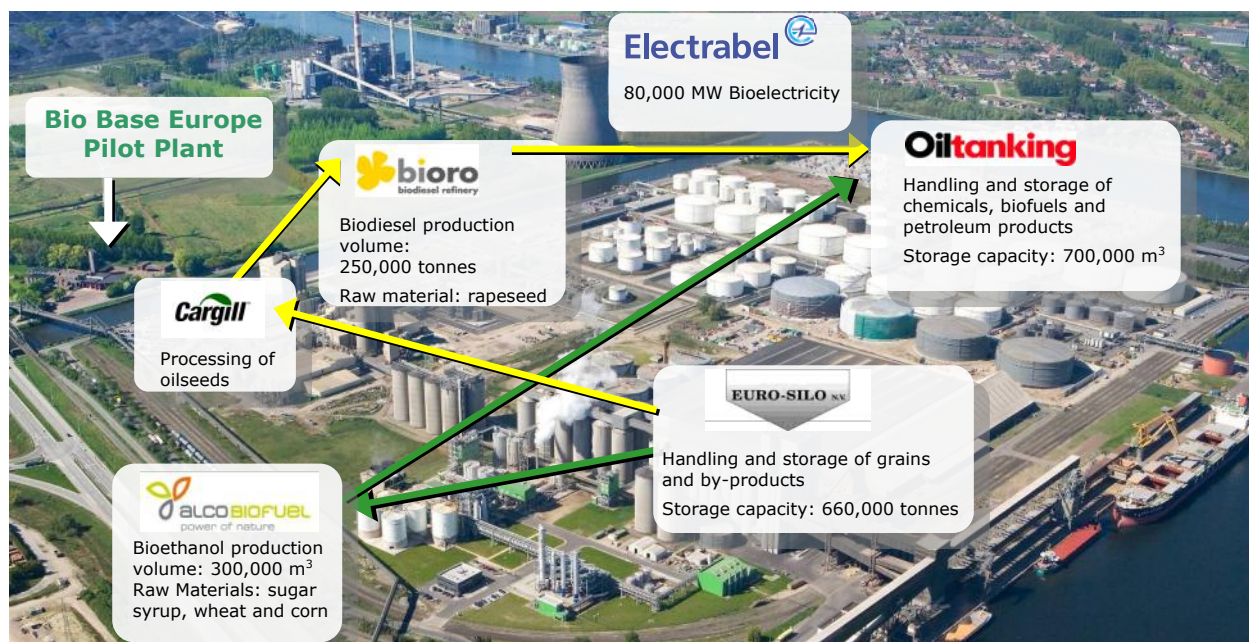 Electrabel
80,000 MW Bioelectricity
Bio Base Europe
Pilot Plant
bioro
biodiesel refinery
Biodiesel production
volume:
250,000 tonnes
Raw material: rapeseed
Oiltanking
Handling and storage of
chemicals, biofuels and
petroleum products
Storage capacity: 700,000 m³
Cargill
Processing of
oilseeds
EURO-SILO N.V.
Handling and storage of grains
and by-products
Storage capacity: 660,000 tonnes
ALCOBIOFUEL
power of nature
Bioethanol production
volume: 300,000 m³
Raw Materials: sugar
syrup, wheat and corn